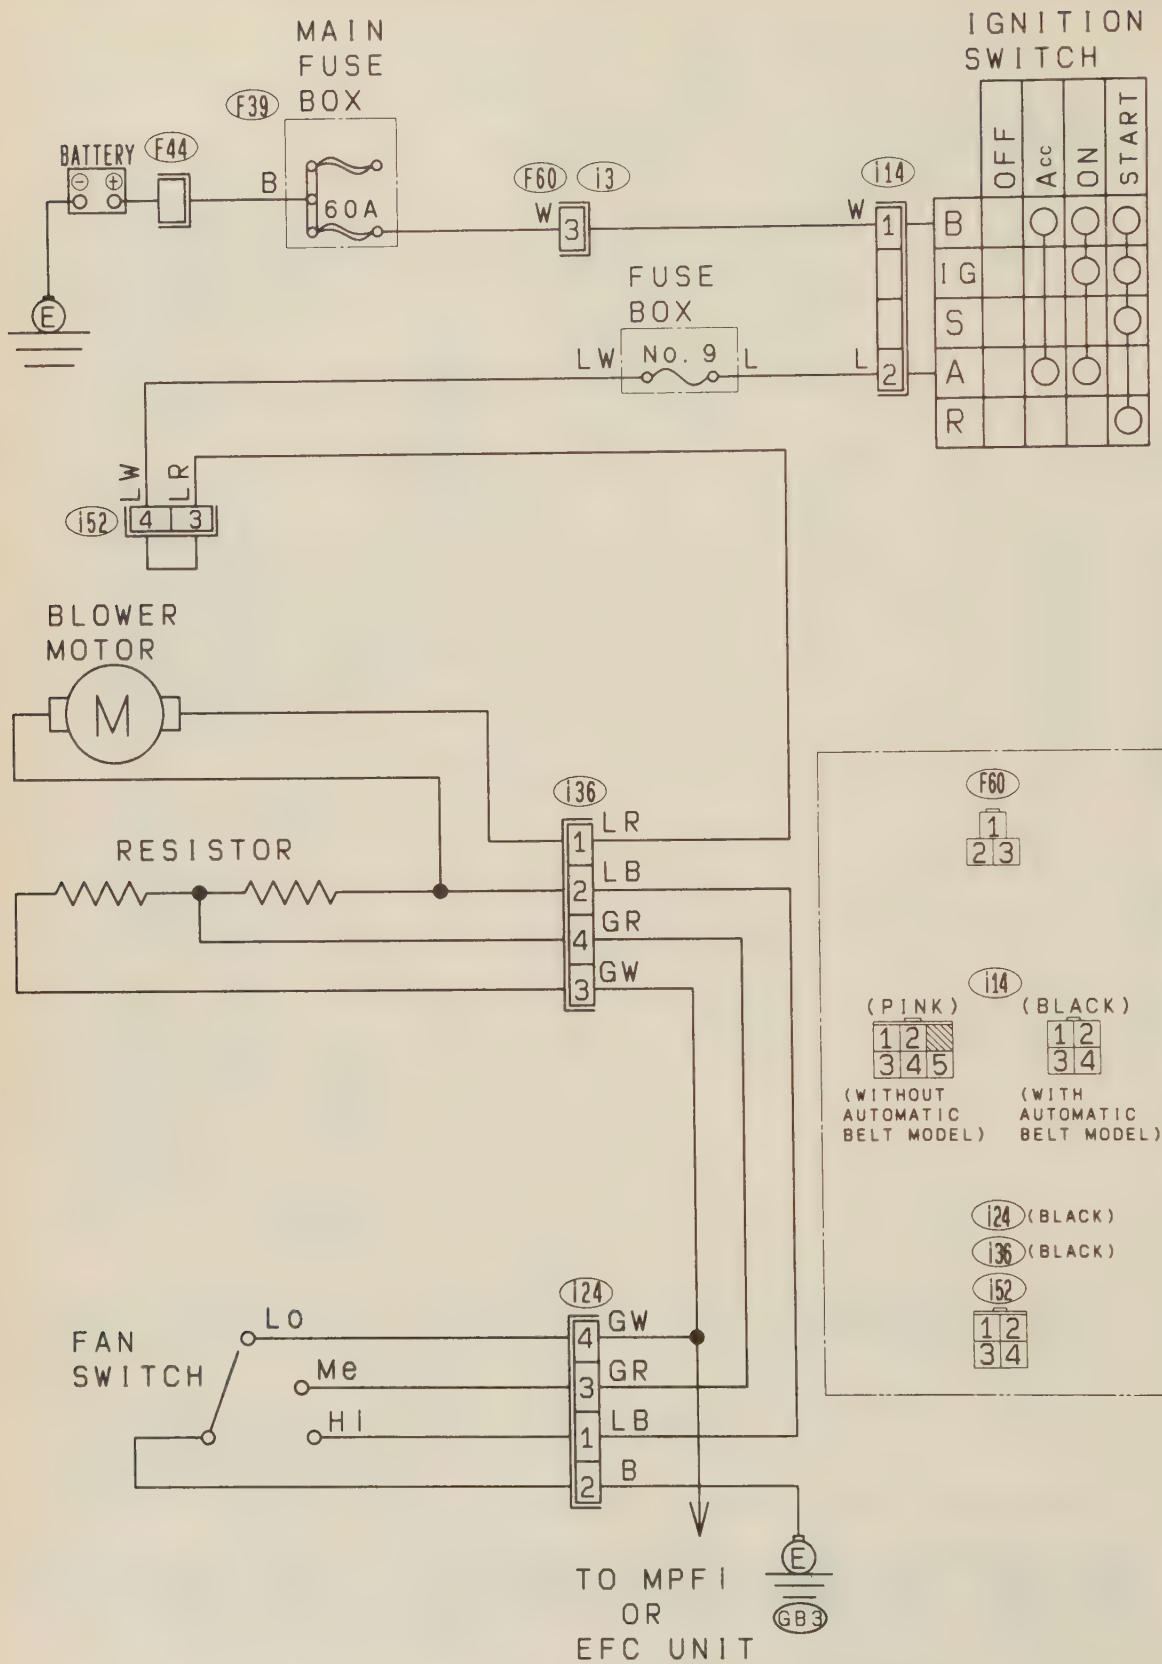 MAIN
FUSE
BOX
F39
BATTERY
F44
B
60A
E
F60
i3
W
3
W
i14
1
2
IGNITION
SWITCH
OFF
Acc
ON
START
B
IG
S
A
R
FUSE
BOX
LW
No. 9
L
L
LW
LR
i52
4
3
BLOWER
MOTOR
M
RESISTOR
i36
1
LR
2
LB
4
GR
3
GW
FAN
SWITCH
Lo
Me
Hi
i24
4
GW
3
GR
1
LB
2
B
TO MPFi
OR
EFC UNIT
E
GB3
F60
1
2 3
i14
(PINK)
1 2
3 4 5
(WITHOUT
AUTOMATIC
BELT MODEL)
(BLACK)
1 2
3 4
(WITH
AUTOMATIC
BELT MODEL)
i24 (BLACK)
i36 (BLACK)
i52
1 2
3 4